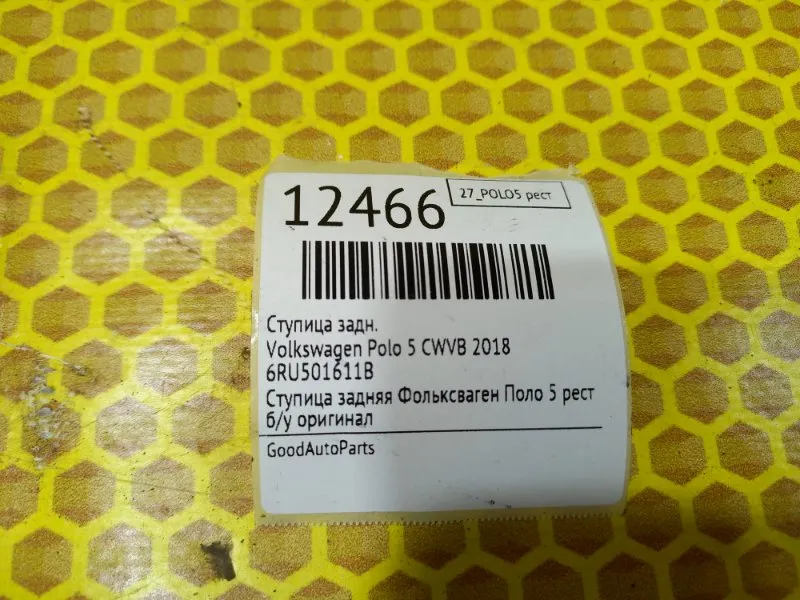 12466
27_POLO5 рест
Ступица задн.
Volkswagen Polo 5 CWVB 2018
6RU501611B
Ступица задняя Фольксваген Поло 5 рест
б/у оригинал
GoodAutoParts